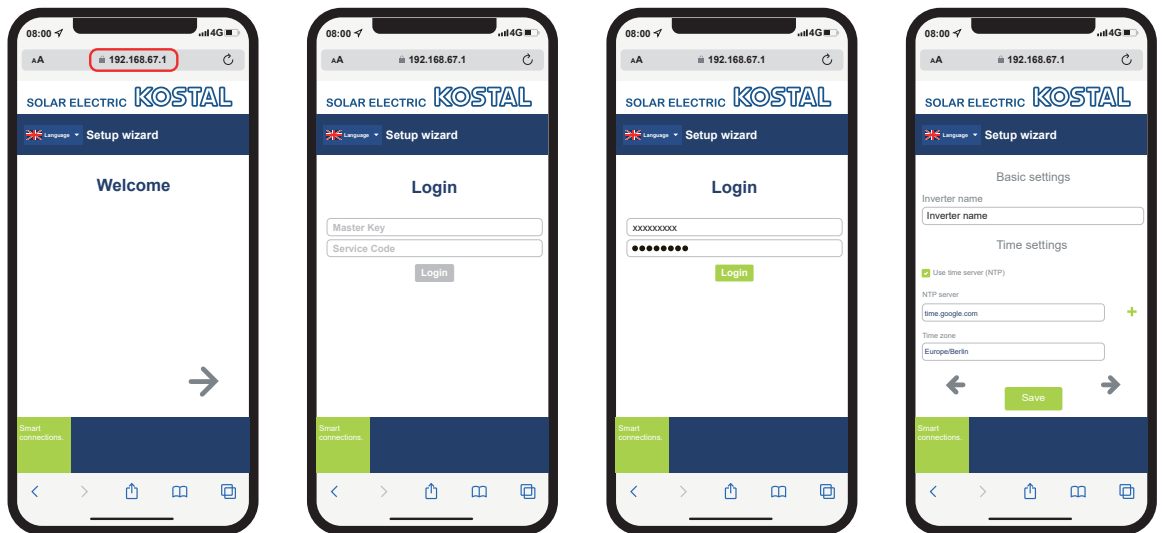 08:00 4G
AA 192.168.67.1
SOLAR ELECTRIC KOSTAL
Language Setup wizard
Welcome
Smart
connections.
08:00 4G
AA 192.168.67.1
SOLAR ELECTRIC KOSTAL
Language Setup wizard
Login
Master Key
Service Code
Login
Smart
connections.
08:00 4G
AA 192.168.67.1
SOLAR ELECTRIC KOSTAL
Language Setup wizard
Login
xxxxxxxxx
●●●●●●●●
Login
Smart
connections.
08:00 4G
AA 192.168.67.1
SOLAR ELECTRIC KOSTAL
Language Setup wizard
Basic settings
Inverter name
Inverter name
Time settings
Use time server (NTP)
NTP server
time.google.com
+
Time zone
Europe/Berlin
Save
Smart
connections.